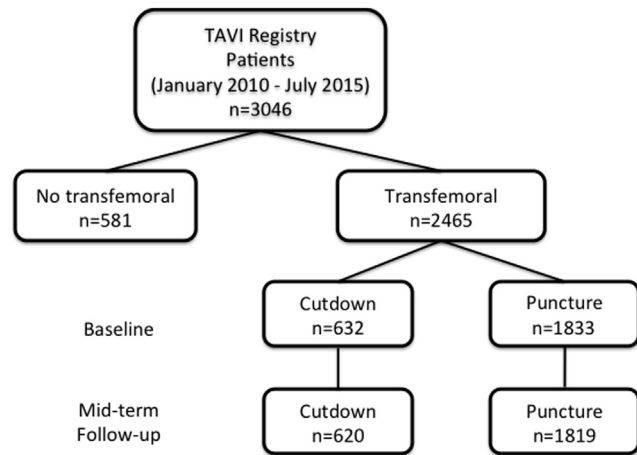 TAVI Registry
Patients
(January 2010 - July 2015)
n=3046
No transfemoral
n=581
Transfemoral
n=2465
Baseline
Cutdown
n=632
Puncture
n=1833
Mid-term
Follow-up
Cutdown
n=620
Puncture
n=1819